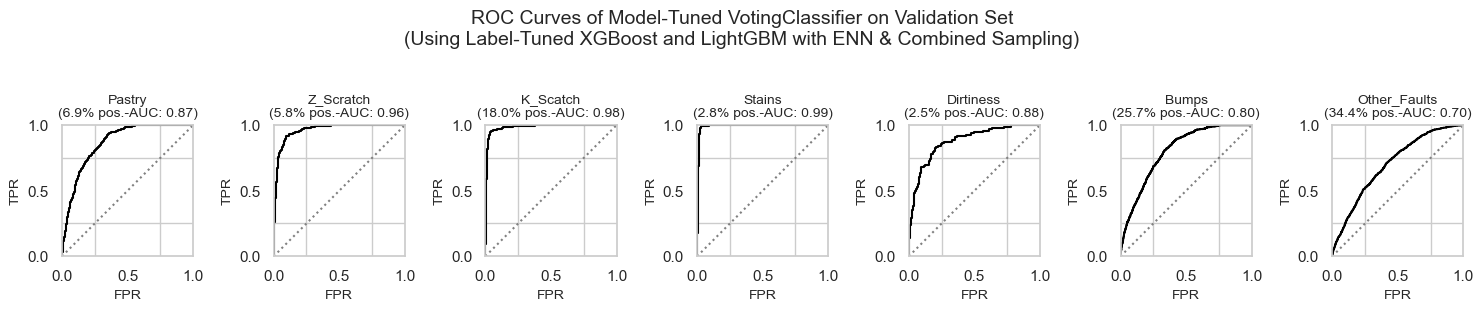 ROC Curves of Model-Tuned VotingClassifier on Validation Set
(Using Label-Tuned XGBoost and LightGBM with ENN & Combined Sampling)
Pastry
(6.9% pos.-AUC: 0.87)
1.0
0.5
0.0
TPR
0.0 0.5 1.0
FPR
Z_Scratch
(5.8% pos.-AUC: 0.96)
1.0
0.5
0.0
TPR
0.0 0.5 1.0
FPR
K_Scatch
(18.0% pos.-AUC: 0.98)
1.0
0.5
0.0
TPR
0.0 0.5 1.0
FPR
Stains
(2.8% pos.-AUC: 0.99)
1.0
0.5
0.0
TPR
0.0 0.5 1.0
FPR
Dirtiness
(2.5% pos.-AUC: 0.88)
1.0
0.5
0.0
TPR
0.0 0.5 1.0
FPR
Bumps
(25.7% pos.-AUC: 0.80)
1.0
0.5
0.0
TPR
0.0 0.5 1.0
FPR
Other_Faults
(34.4% pos.-AUC: 0.70)
1.0
0.5
0.0
TPR
0.0 0.5 1.0
FPR